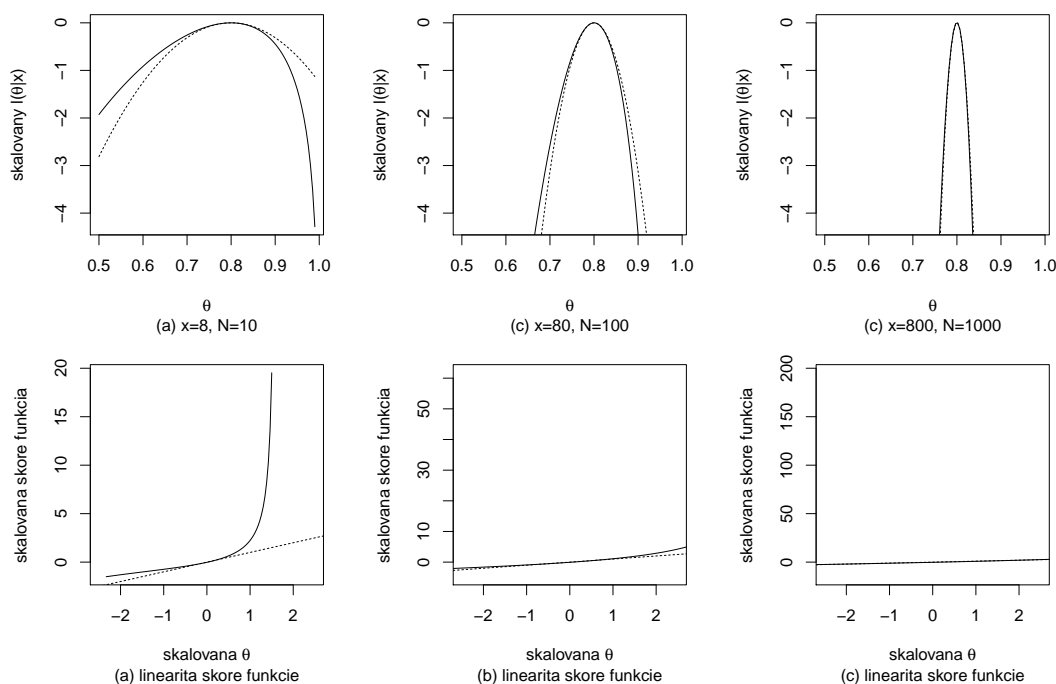 skalovany l(θ|x)
0
−1
−2
−3
−4
0.5 0.6 0.7 0.8 0.9 1.0
θ
(a) x=8, N=10
skalovany l(θ|x)
0
−1
−2
−3
−4
0.5 0.6 0.7 0.8 0.9 1.0
θ
(c) x=80, N=100
skalovany l(θ|x)
0
−1
−2
−3
−4
0.5 0.6 0.7 0.8 0.9 1.0
θ
(c) x=800, N=1000
skalovana skore funkcia
20
15
10
5
0
−2 −1 0 1 2
skalovana θ
(a) linearita skore funkcie
skalovana skore funkcia
50
30
10
0
−2 −1 0 1 2
skalovana θ
(b) linearita skore funkcie
skalovana skore funkcia
200
150
100
50
0
−2 −1 0 1 2
skalovana θ
(c) linearita skore funkcie